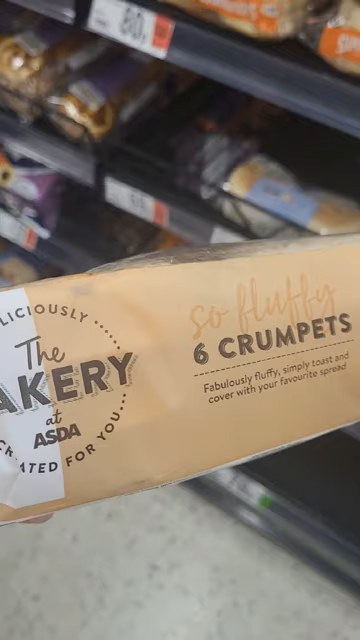 80p
LICIOUSLY
The
AKERY
at
ASDA
ATED FOR YOU...
so fluffy
6 CRUMPETS
Fabulously fluffy, simply toast and
cover with your favourite spread